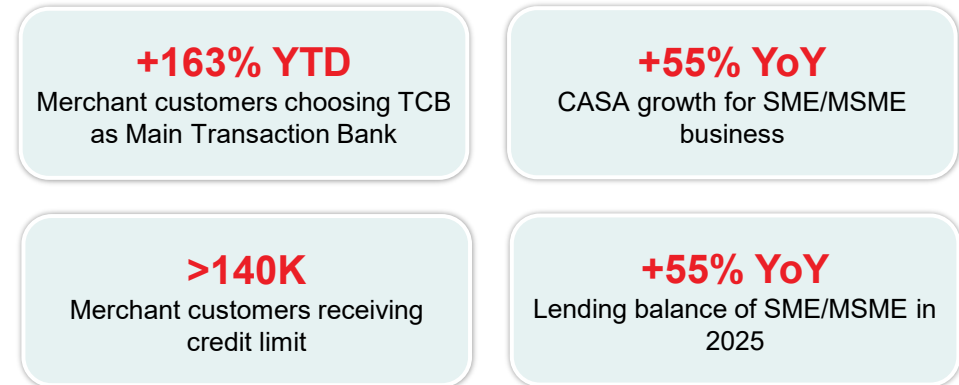 +163% YTD
Merchant customers choosing TCB
as Main Transaction Bank
+55% YoY
CASA growth for SME/MSME
business
>140K
Merchant customers receiving
credit limit
+55% YoY
Lending balance of SME/MSME in
2025